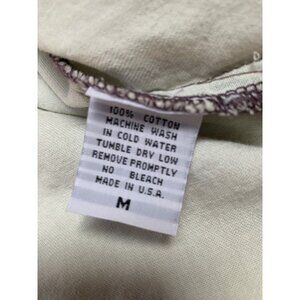 100% COTTON
MACHINE WASH
IN COLD WATER
TUMBLE DRY LOW
REMOVE PROMPTLY
NO BLEACH
MADE IN U.S.A.
M